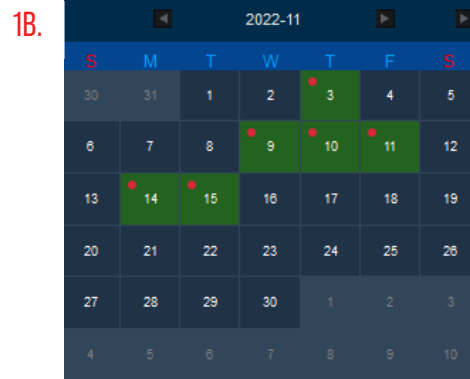 1B.
2022-11
S M T W T F S
30 31 1 2 3 4 5
6 7 8 9 10 11 12
13 14 15 16 17 18 19
20 21 22 23 24 25 26
27 28 29 30 1 2 3
4 5 6 7 8 9 10